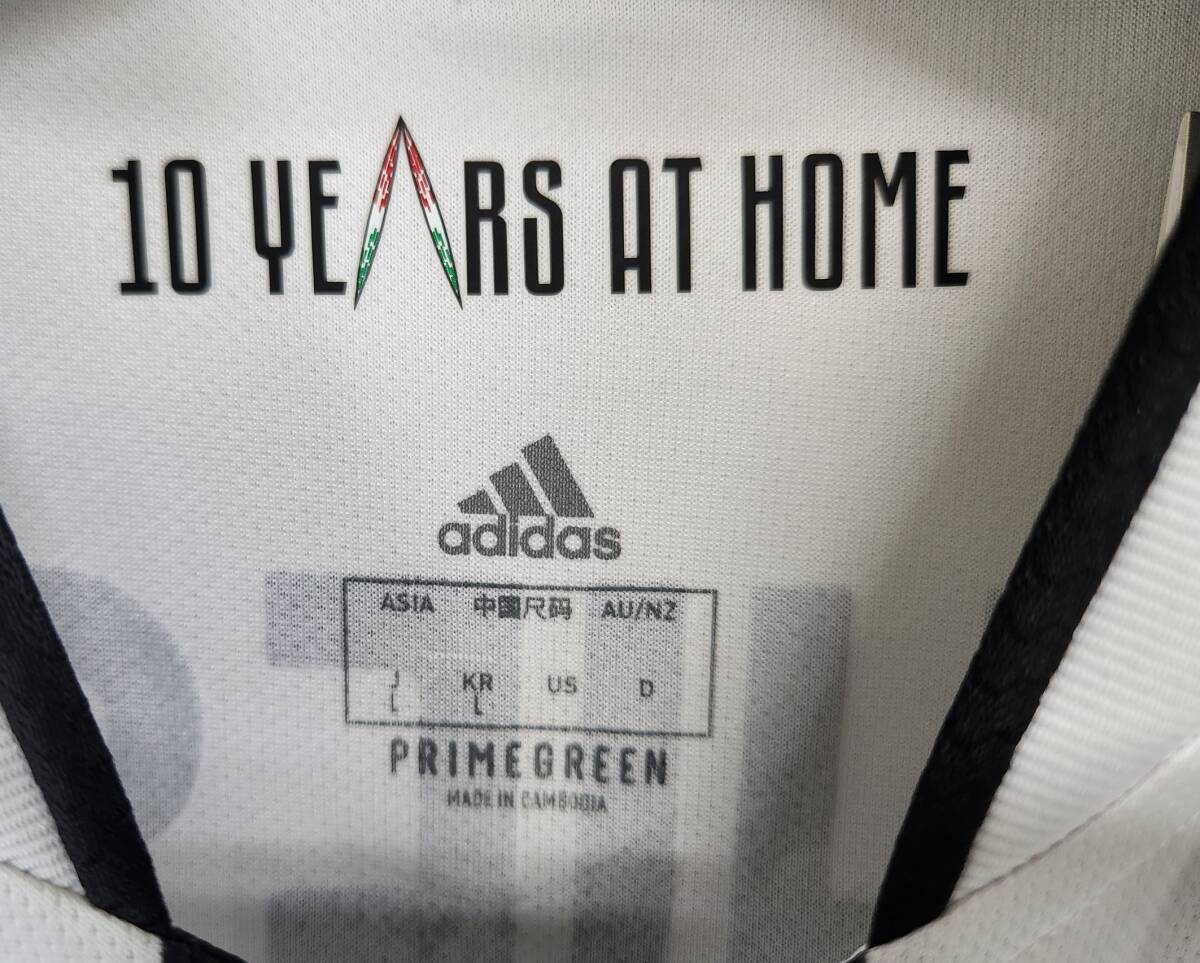 10 YEARS AT HOME
adidas
ASIA 中国尺码 AU/NZ
J KR US D
L L
PRIMEGREEN
MADE IN CAMBODIA